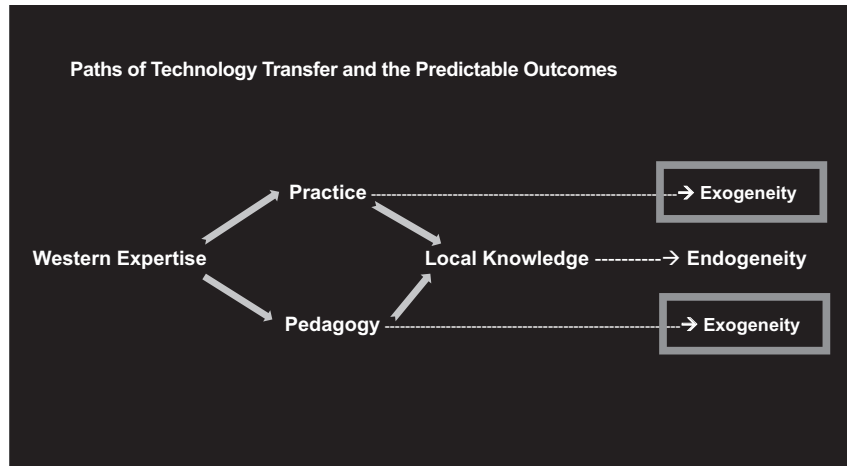 Paths of Technology Transfer and the Predictable Outcomes
Practice ------------------------------------------------------------→ Exogeneity
Western Expertise Local Knowledge ----------→ Endogeneity
Pedagogy ---------------------------------------------------------→ Exogeneity